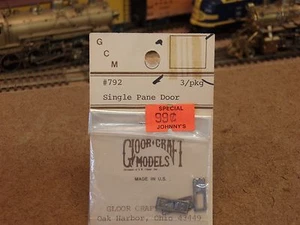 G
C
M
#792
3/pkg
Single Pane Door
SPECIAL
99¢
JOHNNY'S
GLOOR·CRAFT
MODELS
MADE IN U.S.
GLOOR CRAFT
Oak Harbor, Ohio 43449